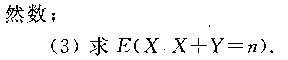 然数；
(3) 求 E(X·X+Y=n).